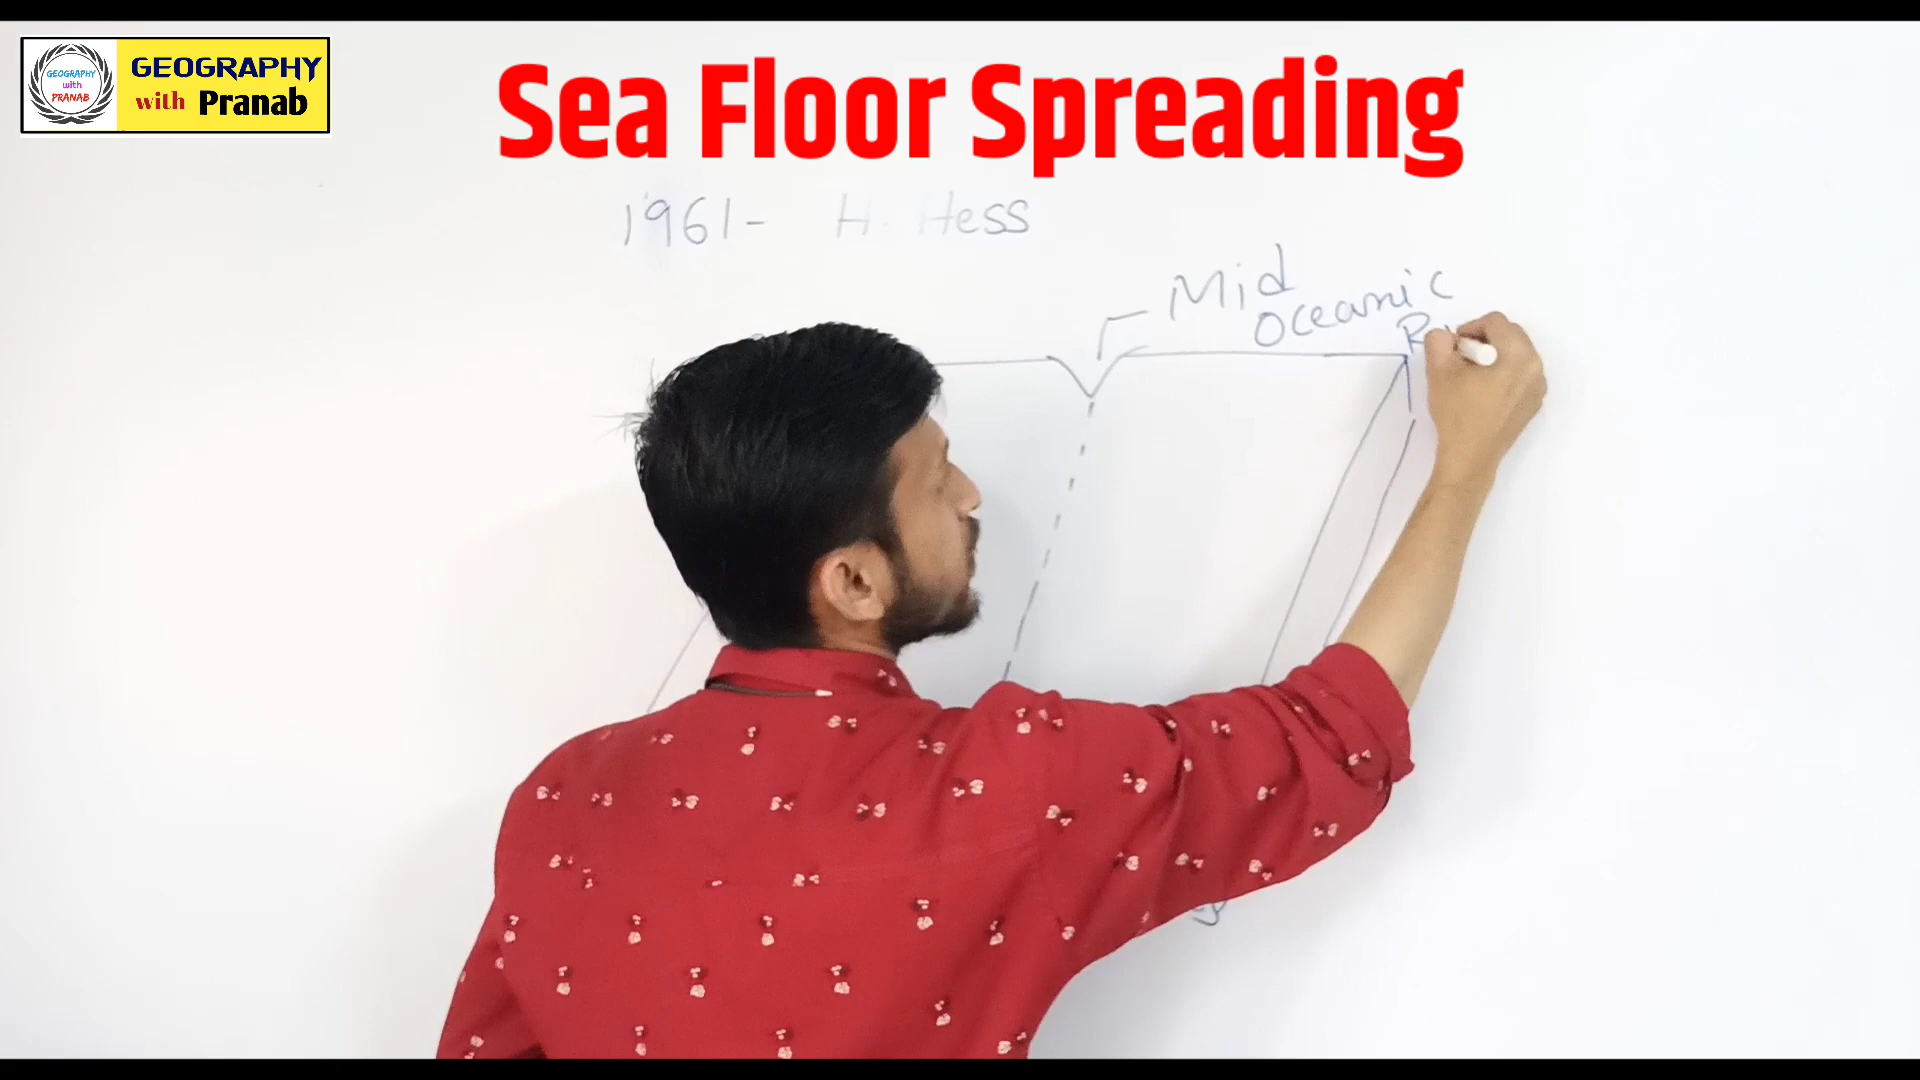 GEOGRAPHY
with
PRANAB
GEOGRAPHY
with Pranab
Sea Floor Spreading
1961- H. Hess
Mid
Oceanic